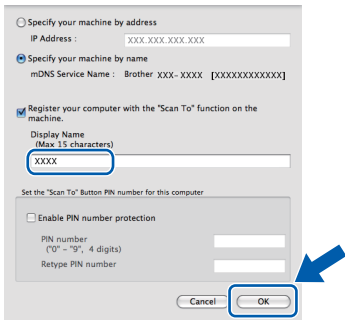 Specify your machine by address
IP Address : XXX.XXX.XXX.XXX
Specify your machine by name
mDNS Service Name : Brother XXX-XXXX [XXXXXXXXXXXX]
Register your computer with the "Scan To" function on the
machine.
Display Name
(Max 15 characters)
XXXX
Set the "Scan To" Button PIN number for this computer
Enable PIN number protection
PIN number
("0" - "9", 4 digits)
Retype PIN number
Cancel OK